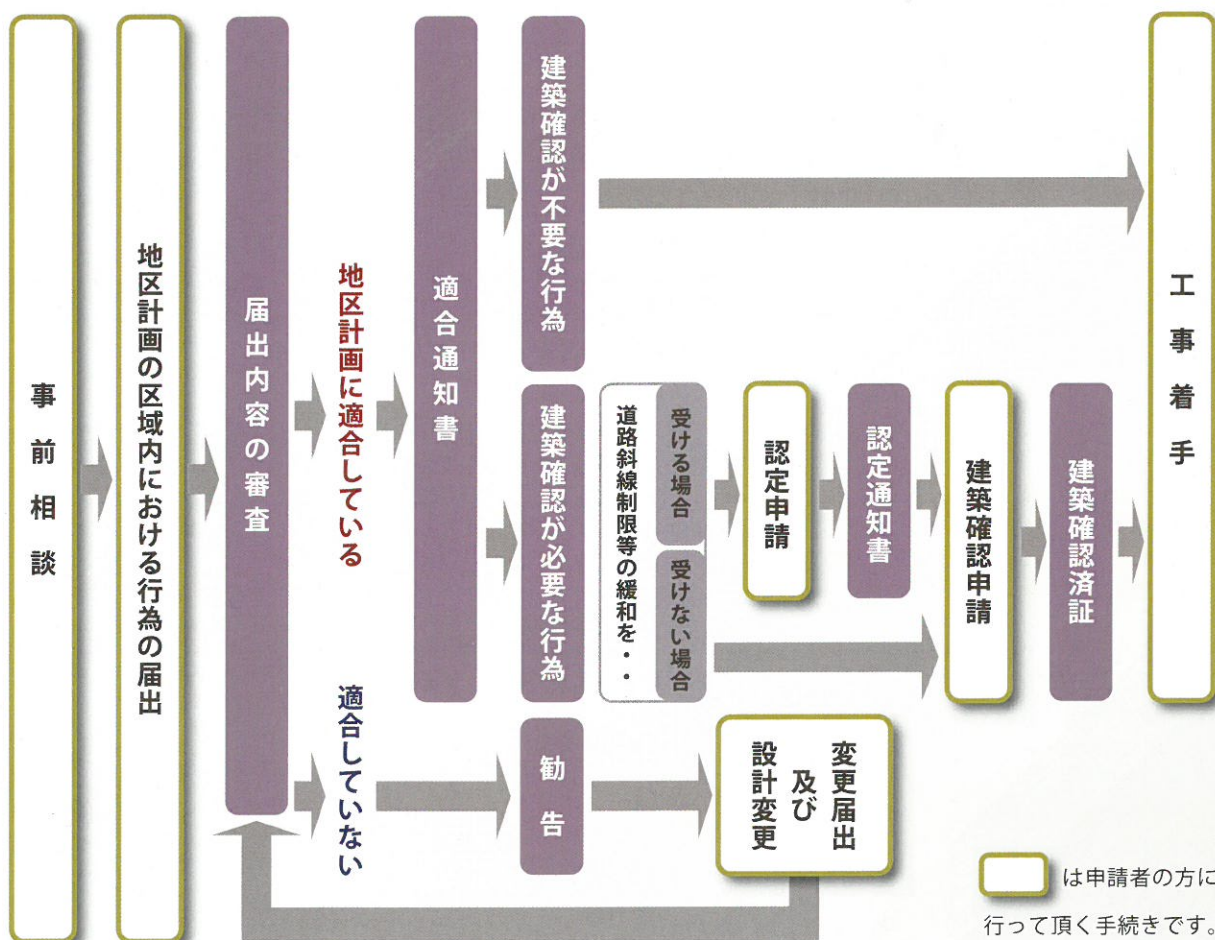 事前相談
地区計画の区域内における行為の届出
届出内容の審査
地区計画に適合している
適合していない
適合通知書
建築確認が不要な行為
建築確認が必要な行為
勧告
道路斜線制限等の緩和を・・
受ける場合
受けない場合
認定申請
認定通知書
変更届出
及び
設計変更
建築確認申請
建築確認済証
工事着手
は申請者の方に
行って頂く手続きです。